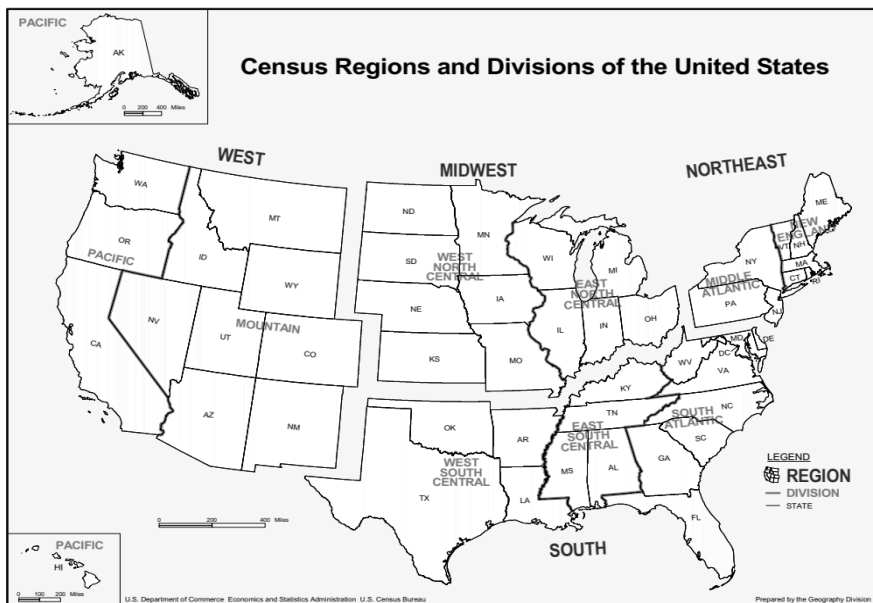 PACIFIC
AK
0 200 400 Miles
Census Regions and Divisions of the United States
WEST
MIDWEST
NORTHEAST
WA
MT
ND
MN
ME
OR
ID
SD
WI
MI
NY
VT
NH
NEW
ENGLAND
MA
CT
RI
PACIFIC
WY
WEST
NORTH
CENTRAL
EAST
NORTH
CENTRAL
MIDDLE
ATLANTIC
PA
NJ
NV
UT
MOUNTAIN
CO
NE
IA
IL
IN
OH
CA
KS
MO
WV
MD
DE
DC
VA
KY
AZ
NM
OK
AR
TN
NC
EAST
SOUTH
CENTRAL
SOUTH
ATLANTIC
SC
WEST
SOUTH
CENTRAL
TX
LA
MS
AL
GA
FL
LEGEND
REGION
DIVISION
STATE
0 200 400 Miles
SOUTH
PACIFIC
HI
0 100 200 Miles
U.S. Department of Commerce Economics and Statistics Administration U.S. Census Bureau
Prepared by the Geography Division